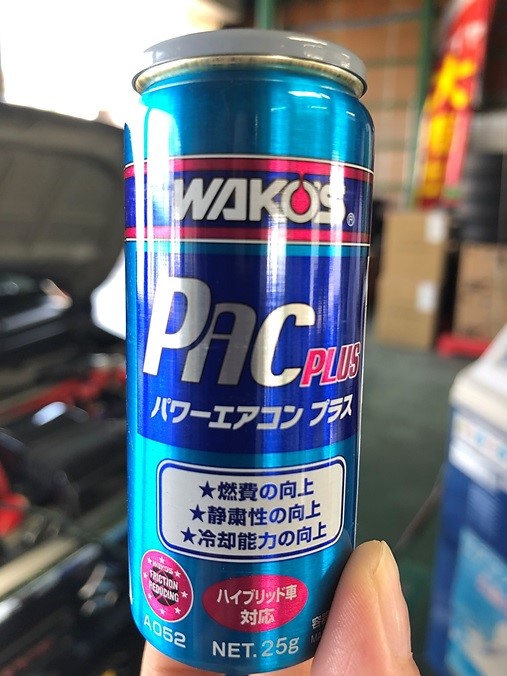 WAKO'S®
PAC PLUS
パワーエアコン プラス
★燃費の向上
★静粛性の向上
★冷却能力の向上
WAKO'S
FRICTION
REDUCING
ハイブリッド車
対応
A052
NET.25g